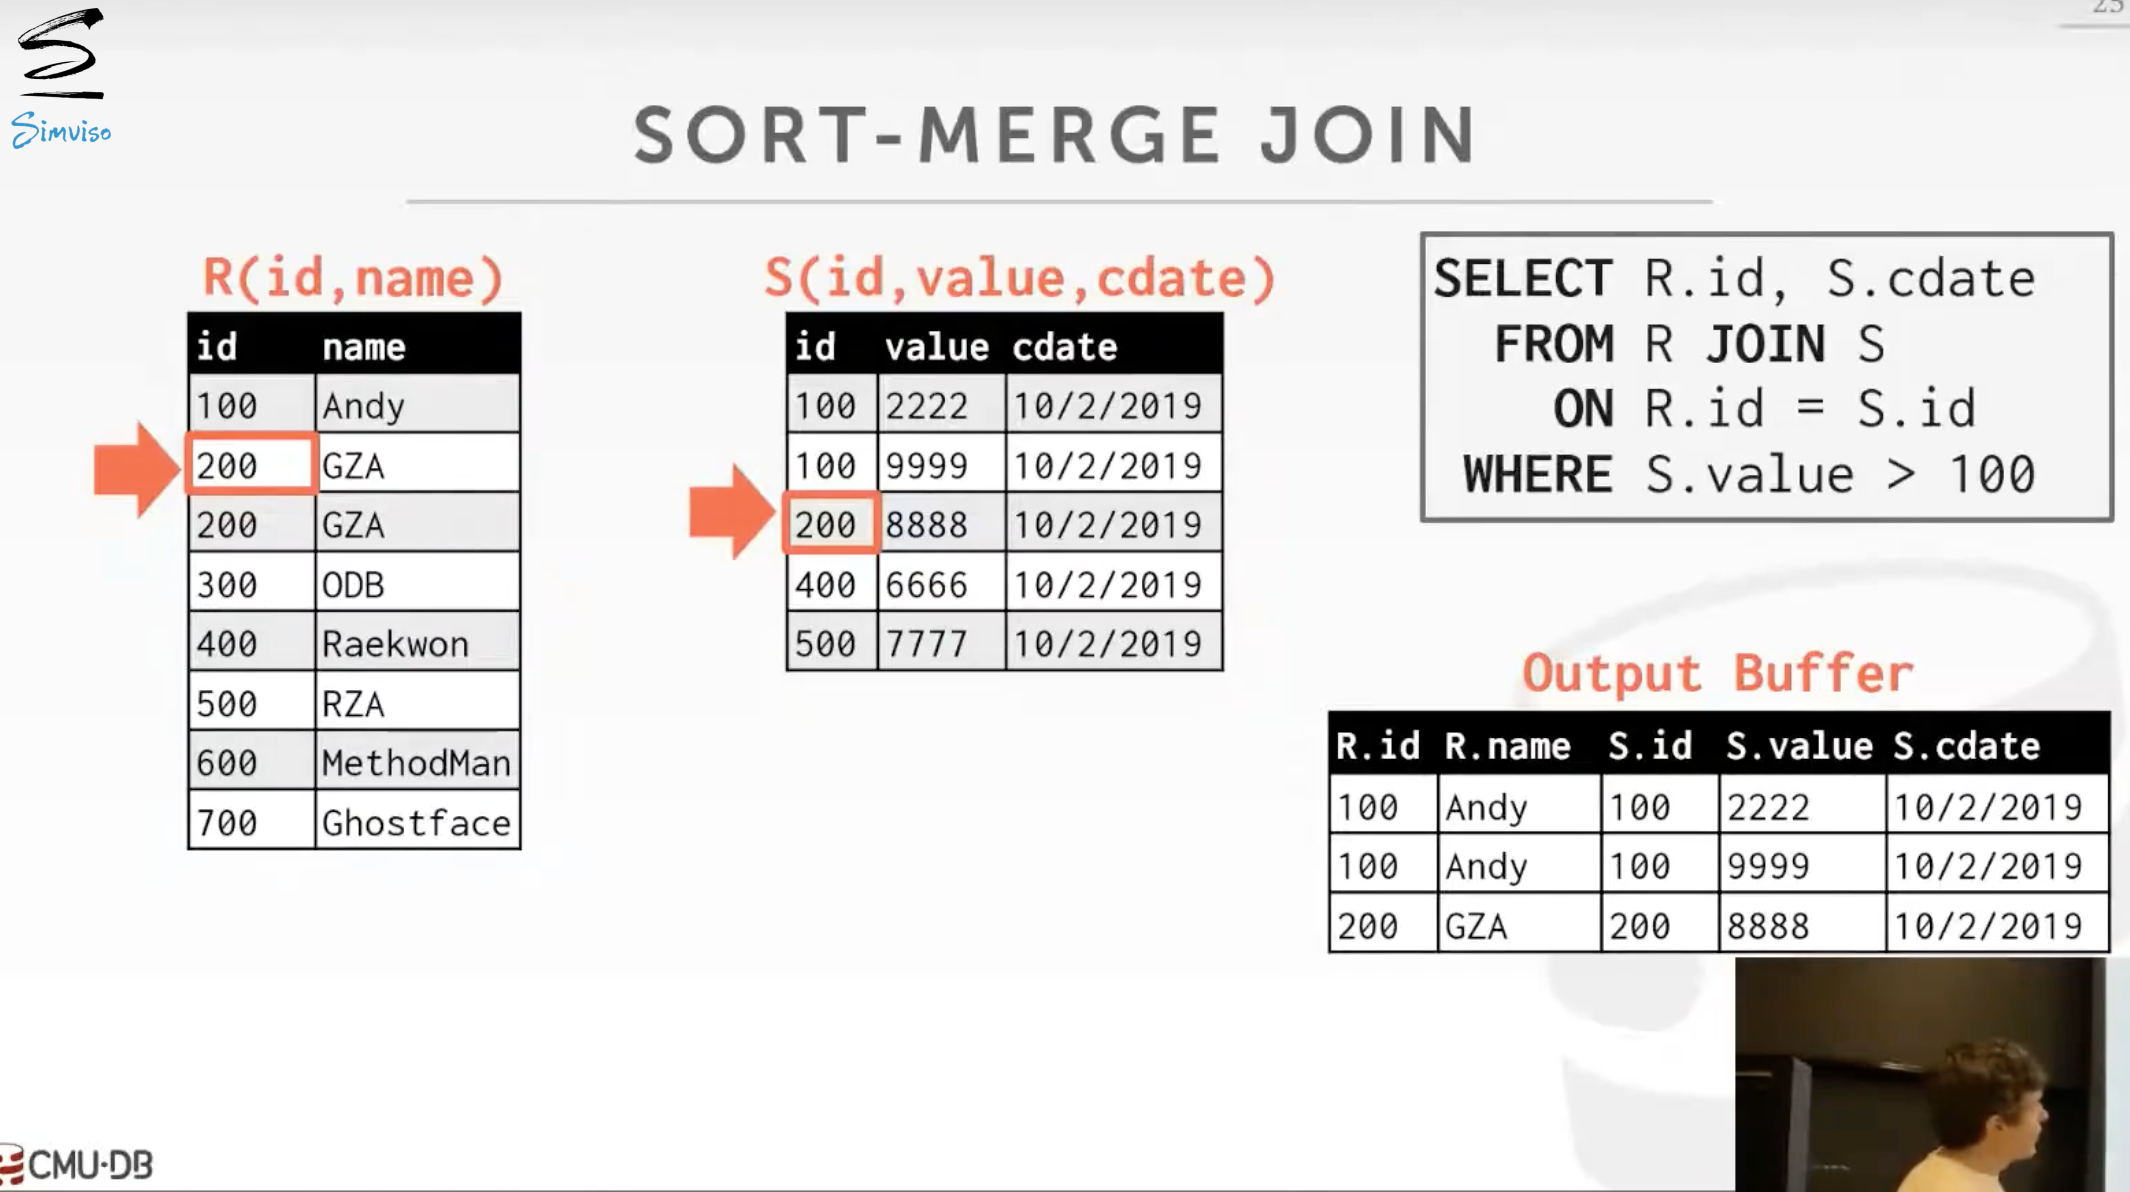 25
Simviso
SORT-MERGE JOIN
R(id,name)
id name
100 Andy
200 GZA
200 GZA
300 ODB
400 Raekwon
500 RZA
600 MethodMan
700 Ghostface
S(id,value,cdate)
id value cdate
100 2222 10/2/2019
100 9999 10/2/2019
200 8888 10/2/2019
400 6666 10/2/2019
500 7777 10/2/2019
SELECT R.id, S.cdate
FROM R JOIN S
ON R.id = S.id
WHERE S.value > 100
Output Buffer
R.id R.name S.id S.value S.cdate
100 Andy 100 2222 10/2/2019
100 Andy 100 9999 10/2/2019
200 GZA 200 8888 10/2/2019
CMU·DB